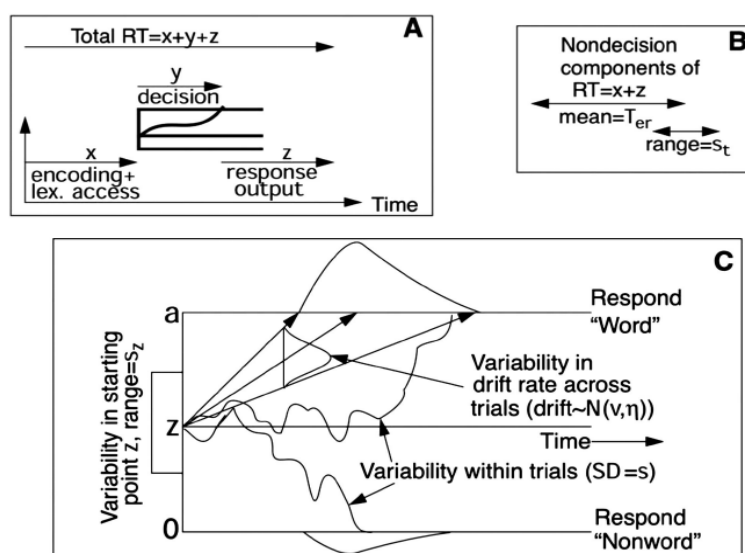 A
Total RT=x+y+z
y
decision
x
encoding+
lex. access
z
response
output
Time
B
Nondecision
components of
RT=x+z
mean=Ter
range=st
C
a
Respond
"Word"
Variability in
drift rate across
trials (drift~N(v,η))
Variability in starting
point z, range=sz
z
Time
Variability within trials (SD=s)
0
Respond
"Nonword"